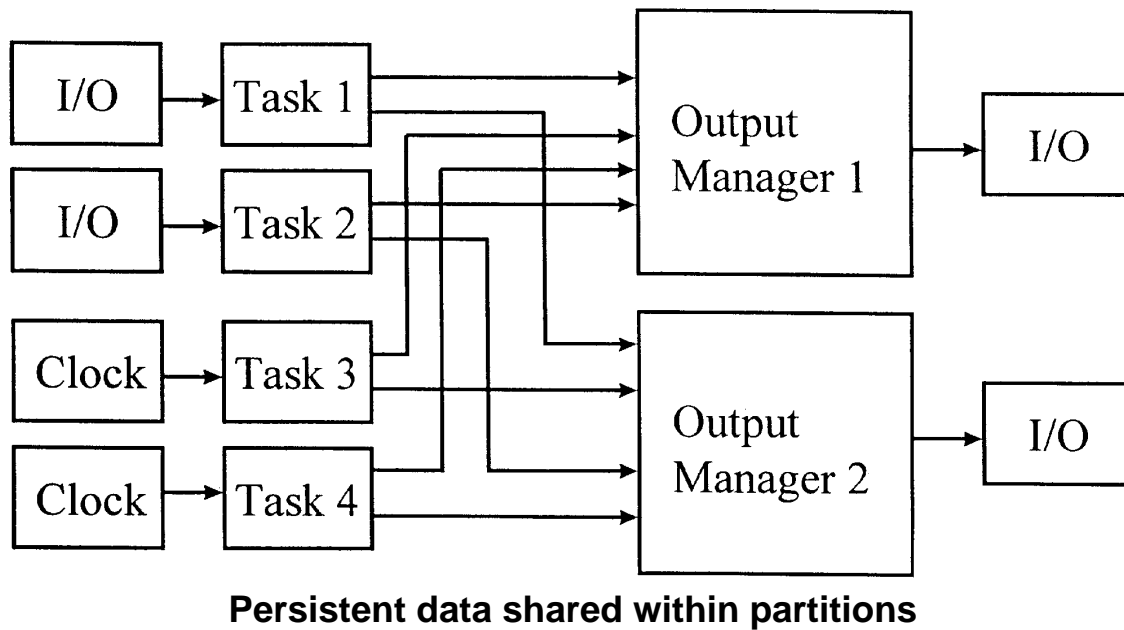 I/O
Task 1
I/O
Task 2
Clock
Task 3
Clock
Task 4
Output
Manager 1
I/O
Output
Manager 2
I/O
Persistent data shared within partitions